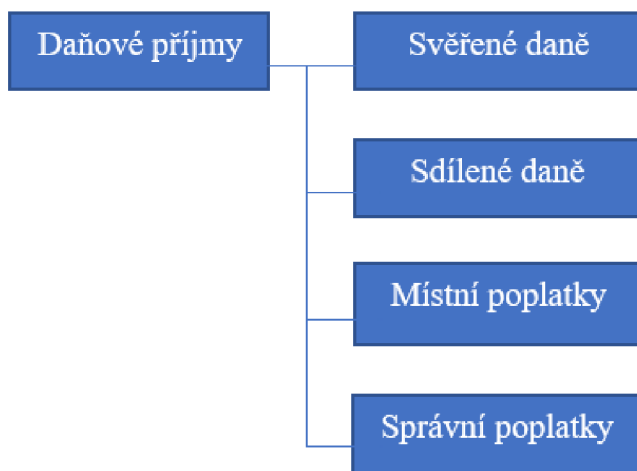 Daňové příjmy
Svěřené daně
Sdílené daně
Místní poplatky
Správní poplatky